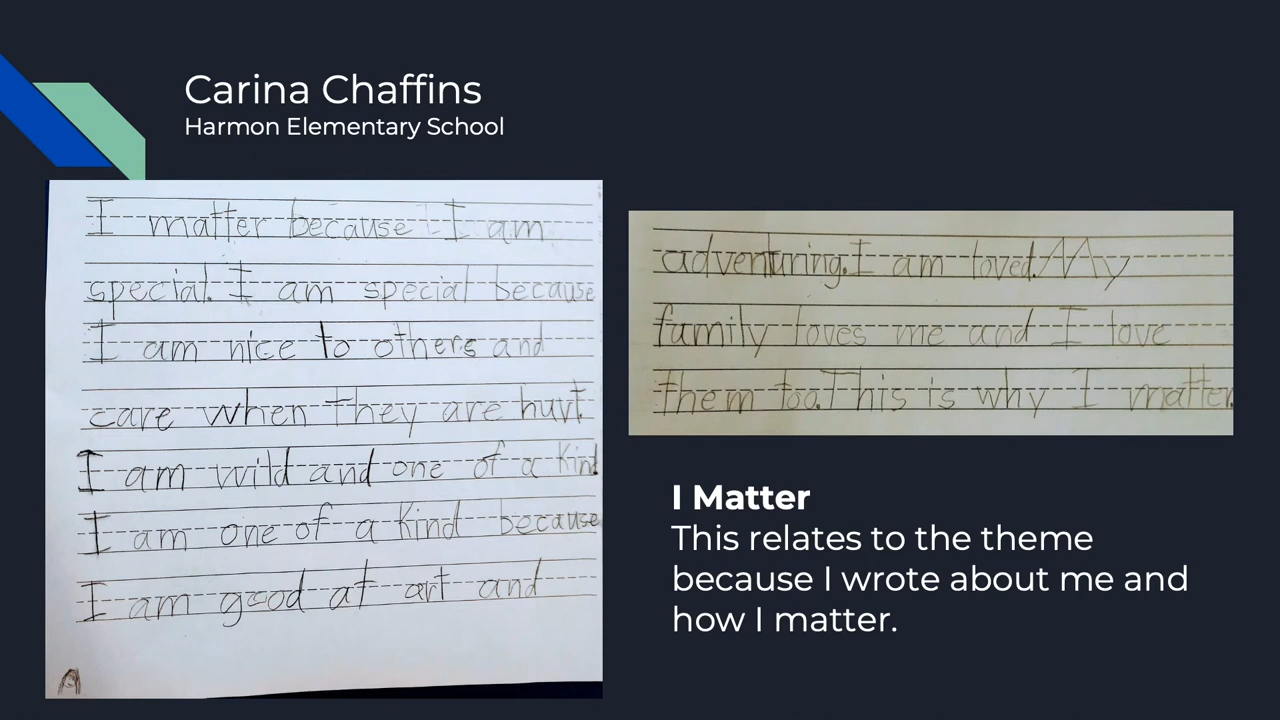 Carina Chaffins
Harmon Elementary School
I matter because I am
special. I am special because
I am nice to others and
care when they are hurt.
I am wild and one of a kind
I am one of a kind because
I am good at art and
A
adventuring. I am loved. My
family loves me and I love
them too. This is why I matter.
I Matter
This relates to the theme
because I wrote about me and
how I matter.